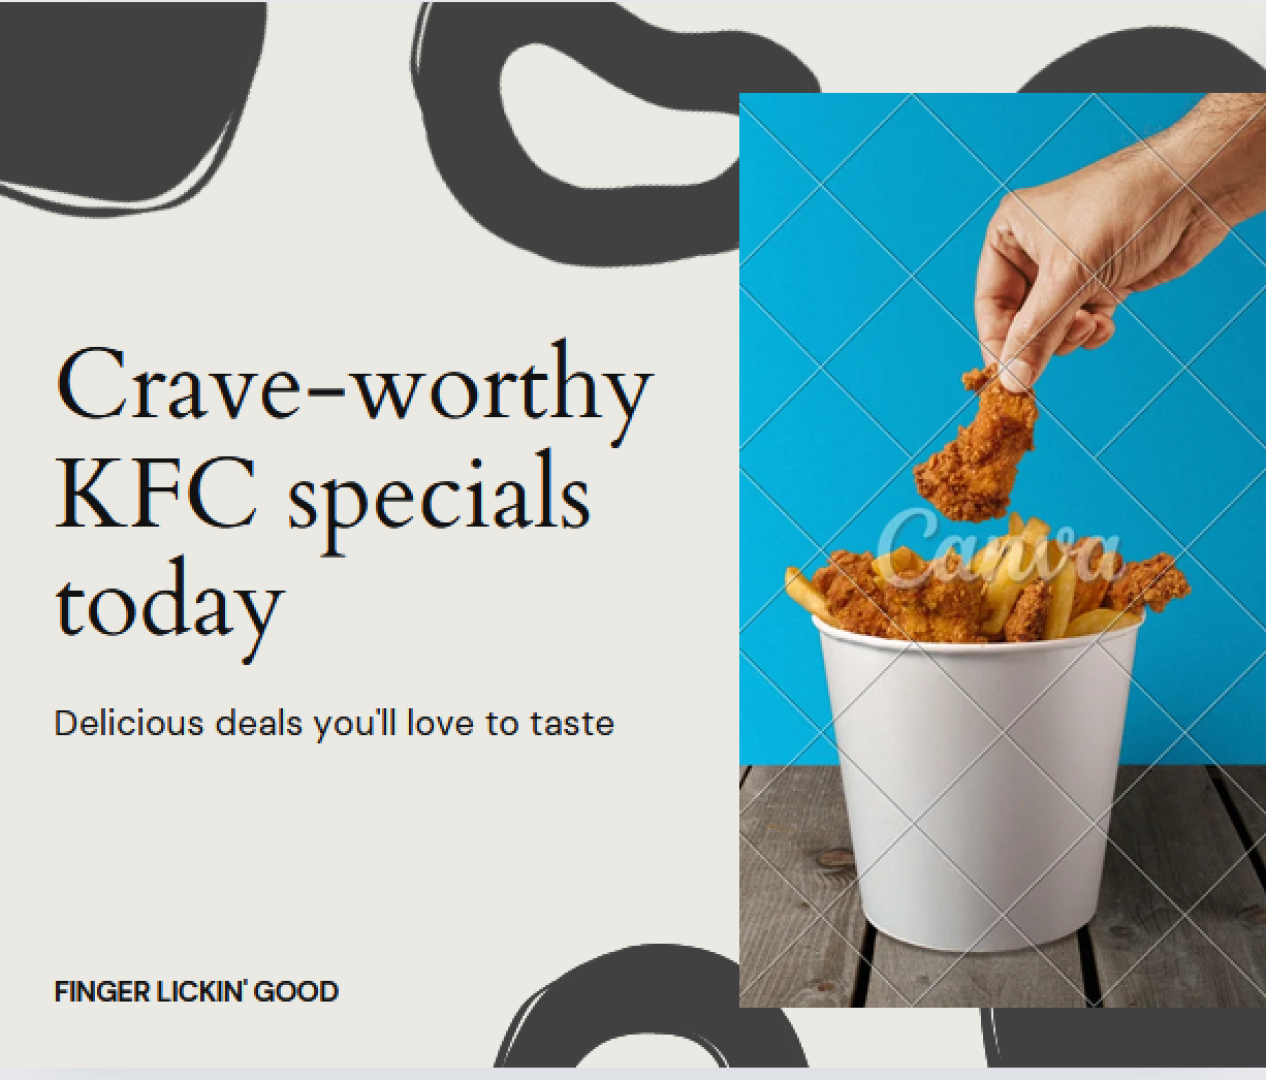 Crave-worthy
KFC specials
today
Delicious deals you'll love to taste
FINGER LICKIN' GOOD
Canva